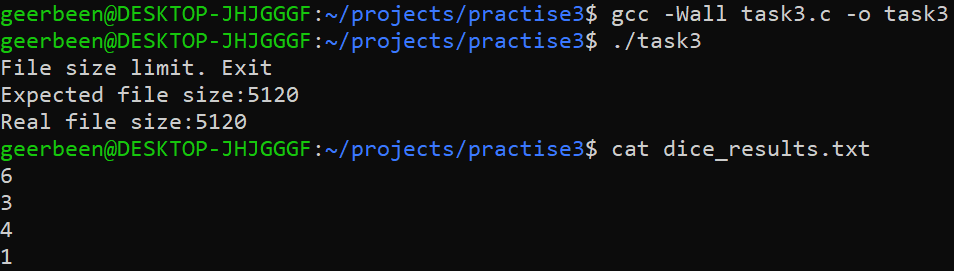 geerbeen@DESKTOP-JHJGGGF:~/projects/practise3$ gcc -Wall task3.c -o task3
geerbeen@DESKTOP-JHJGGGF:~/projects/practise3$ ./task3
File size limit. Exit
Expected file size:5120
Real file size:5120
geerbeen@DESKTOP-JHJGGGF:~/projects/practise3$ cat dice_results.txt
6
3
4
1